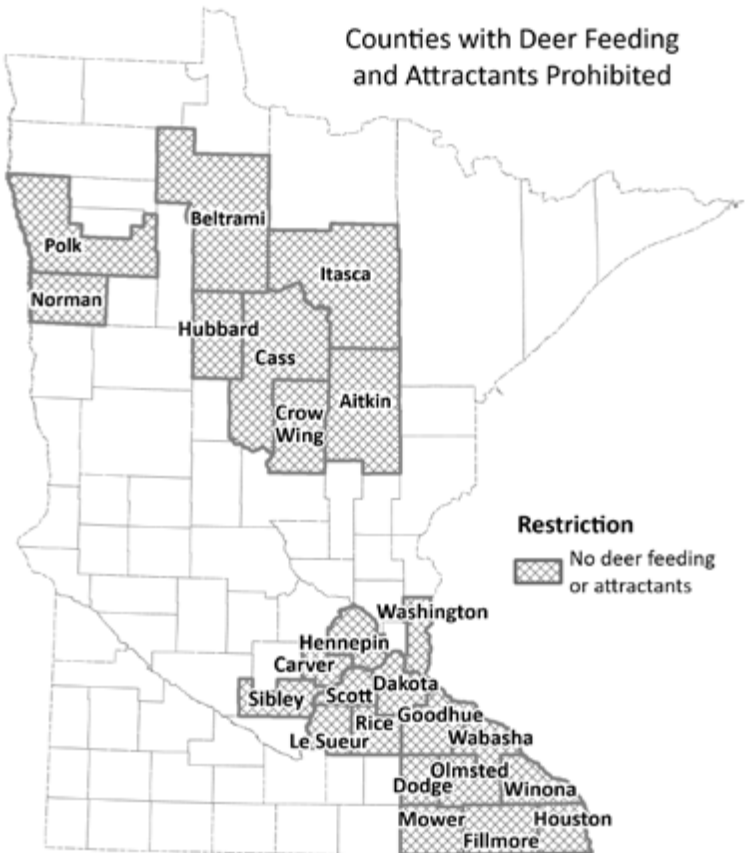 Counties with Deer Feeding
and Attractants Prohibited
Beltrami
Polk
Itasca
Norman
Hubbard
Cass
Aitkin
Crow
Wing
Restriction
No deer feeding
or attractants
Washington
Hennepin
Carver
Dakota
Sibley
Scott
Goodhue
Rice
Wabasha
Le Sueur
Olmsted
Dodge
Winona
Mower
Houston
Fillmore